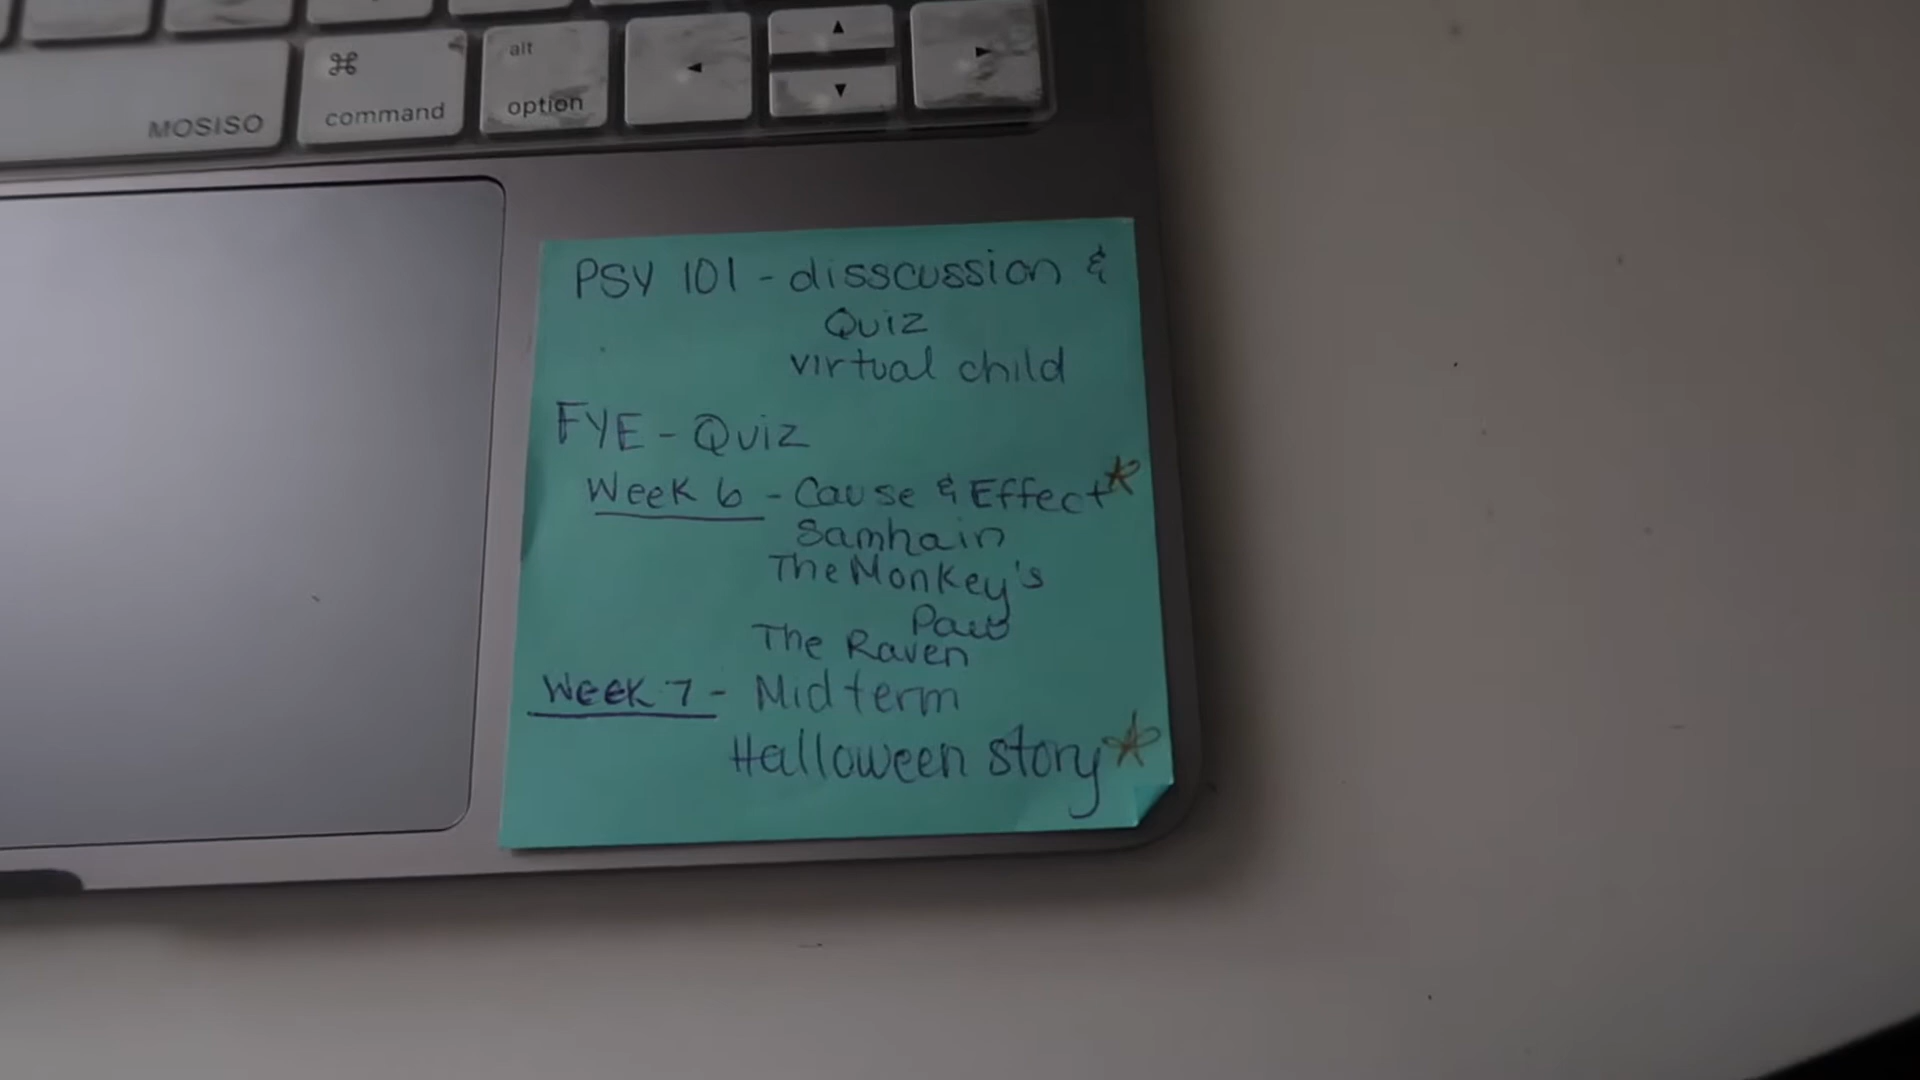 ⌘
alt
MOSISO
command
option
PSY 101 - disscussion &
Quiz
virtual child
FYE - Quiz
Week 6 - Cause & Effect*
Samhain
The Monkey's
Paw
The Raven
Week 7 - Midterm
Halloween story*